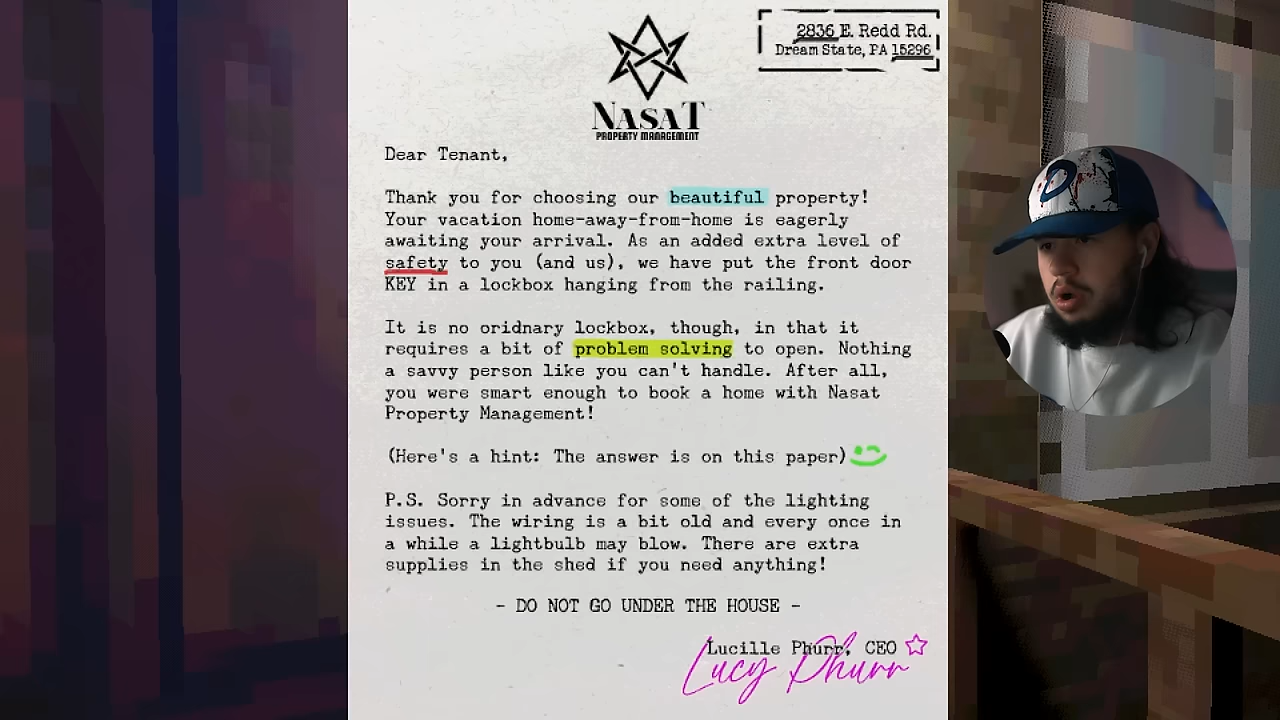 2836 E. Redd Rd.
Dream State, PA 15296
NASAT
PROPERTY MANAGEMENT
Dear Tenant,
Thank you for choosing our beautiful property!
Your vacation home-away-from-home is eagerly
awaiting your arrival. As an added extra level of
safety to you (and us), we have put the front door
KEY in a lockbox hanging from the railing.
It is no oridnary lockbox, though, in that it
requires a bit of problem solving to open. Nothing
a savvy person like you can't handle. After all,
you were smart enough to book a home with Nasat
Property Management!
(Here's a hint: The answer is on this paper)
P.S. Sorry in advance for some of the lighting
issues. The wiring is a bit old and every once in
a while a lightbulb may blow. There are extra
supplies in the shed if you need anything!
- DO NOT GO UNDER THE HOUSE -
Lucille Phurr, CEO
Lucy Phurr